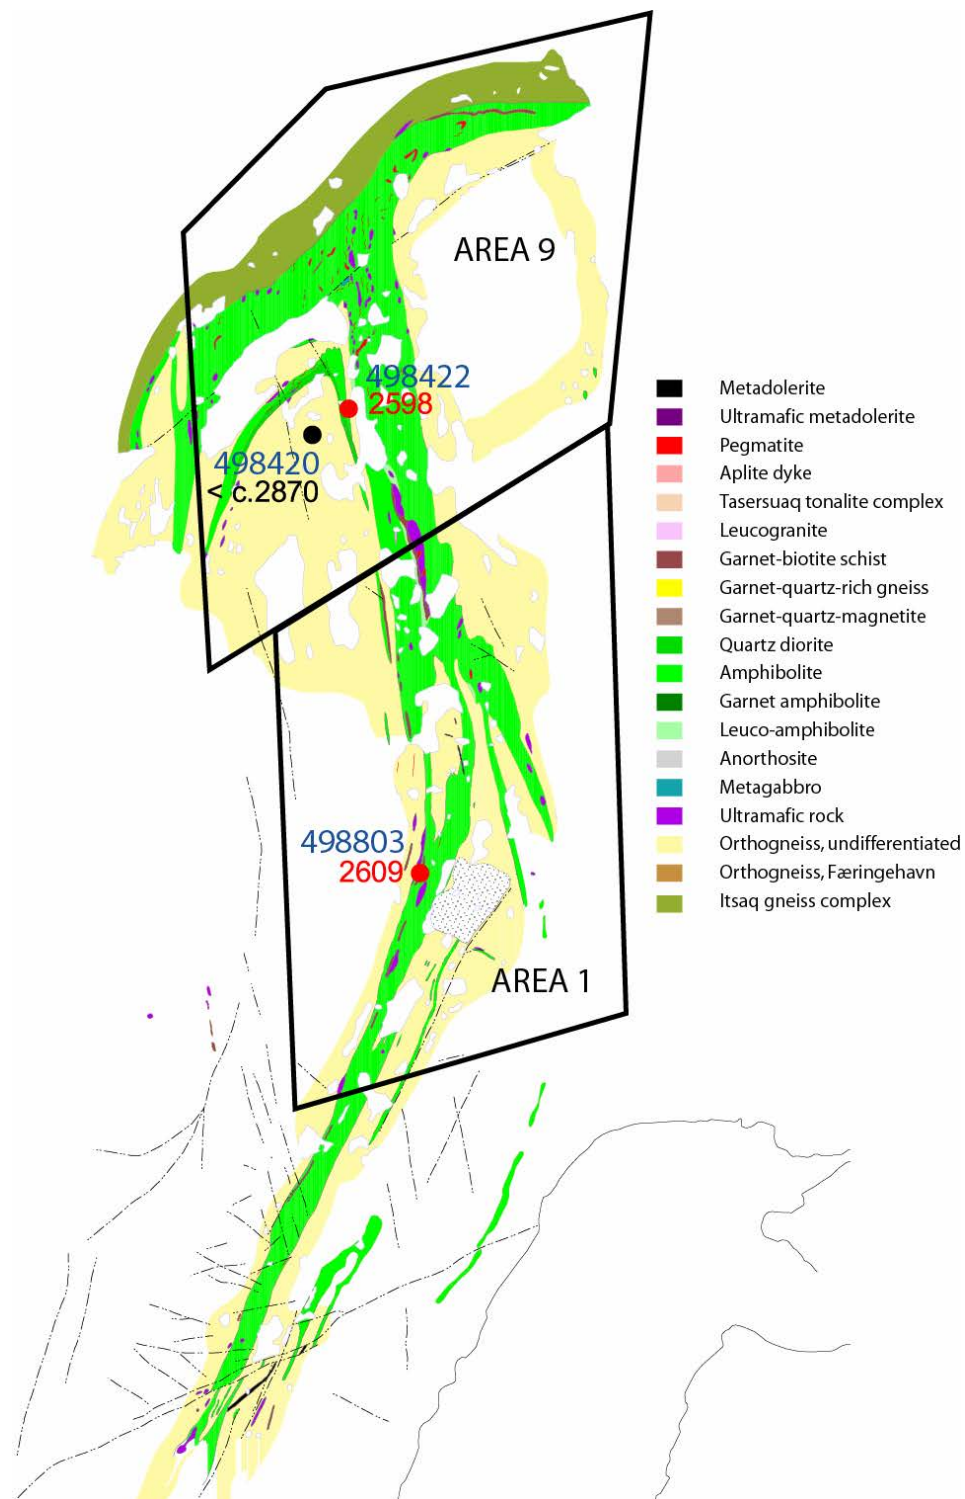 AREA 9
498422
2598
498420
< c.2870
498803
2609
AREA 1
Metadolerite
Ultramafic metadolerite
Pegmatite
Aplite dyke
Tasersuaq tonalite complex
Leucogranite
Garnet-biotite schist
Garnet-quartz-rich gneiss
Garnet-quartz-magnetite
Quartz diorite
Amphibolite
Garnet amphibolite
Leuco-amphibolite
Anorthosite
Metagabbro
Ultramafic rock
Orthogneiss, undifferentiated
Orthogneiss, Færingehavn
Itsaq gneiss complex